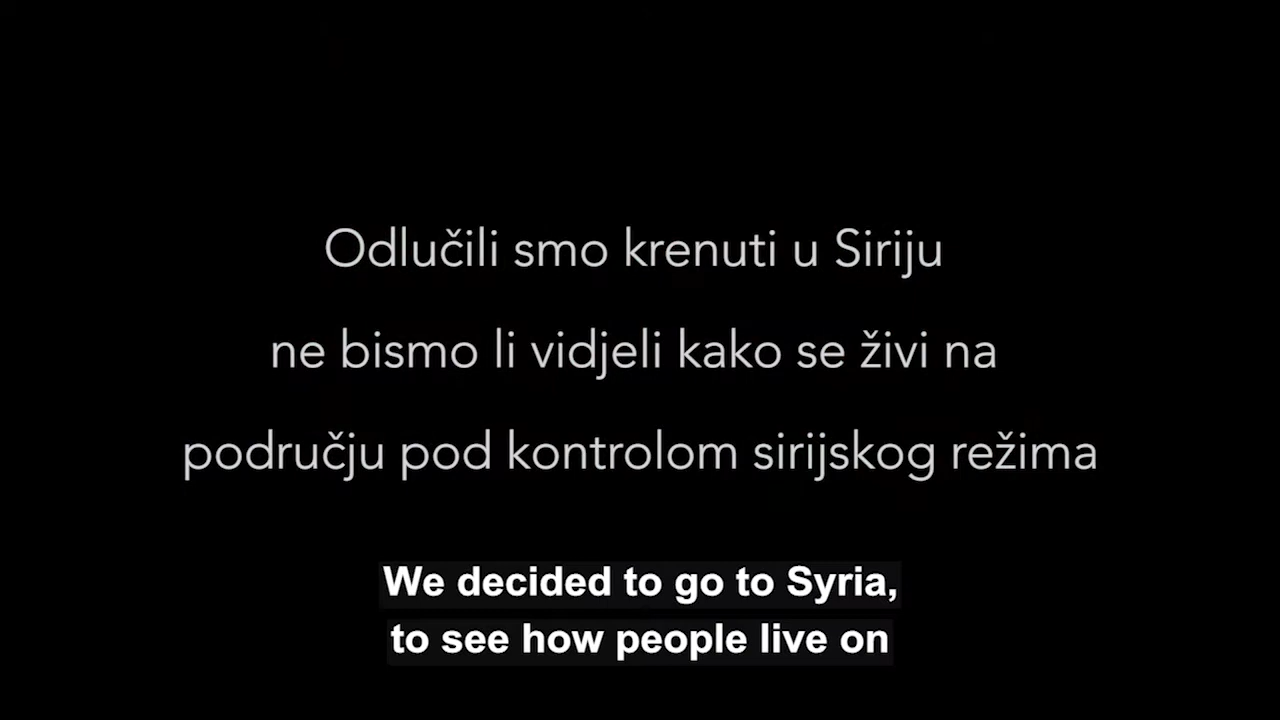 Odlučili smo krenuti u Siriju
ne bismo li vidjeli kako se živi na
području pod kontrolom sirijskog režima
We decided to go to Syria,
to see how people live on